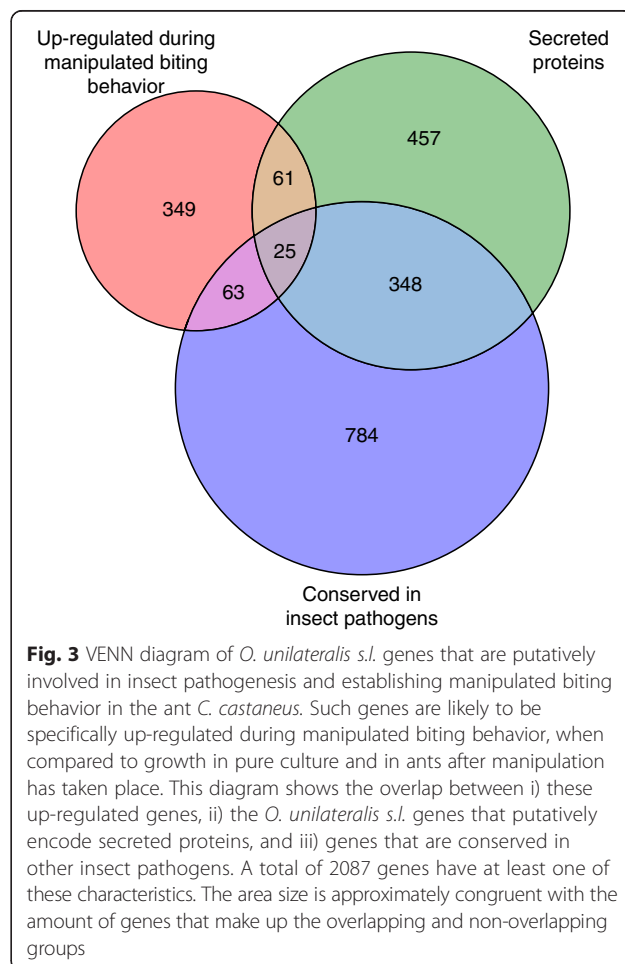 Up-regulated during
manipulated biting
behavior
Secreted
proteins
457
61
349
25
63
348
784
Conserved in
insect pathogens
Fig. 3 VENN diagram of O. unilateralis s.l. genes that are putatively
involved in insect pathogenesis and establishing manipulated biting
behavior in the ant C. castaneus. Such genes are likely to be
specifically up-regulated during manipulated biting behavior, when
compared to growth in pure culture and in ants after manipulation
has taken place. This diagram shows the overlap between i) these
up-regulated genes, ii) the O. unilateralis s.l. genes that putatively
encode secreted proteins, and iii) genes that are conserved in
other insect pathogens. A total of 2087 genes have at least one of
these characteristics. The area size is approximately congruent with the
amount of genes that make up the overlapping and non-overlapping
groups